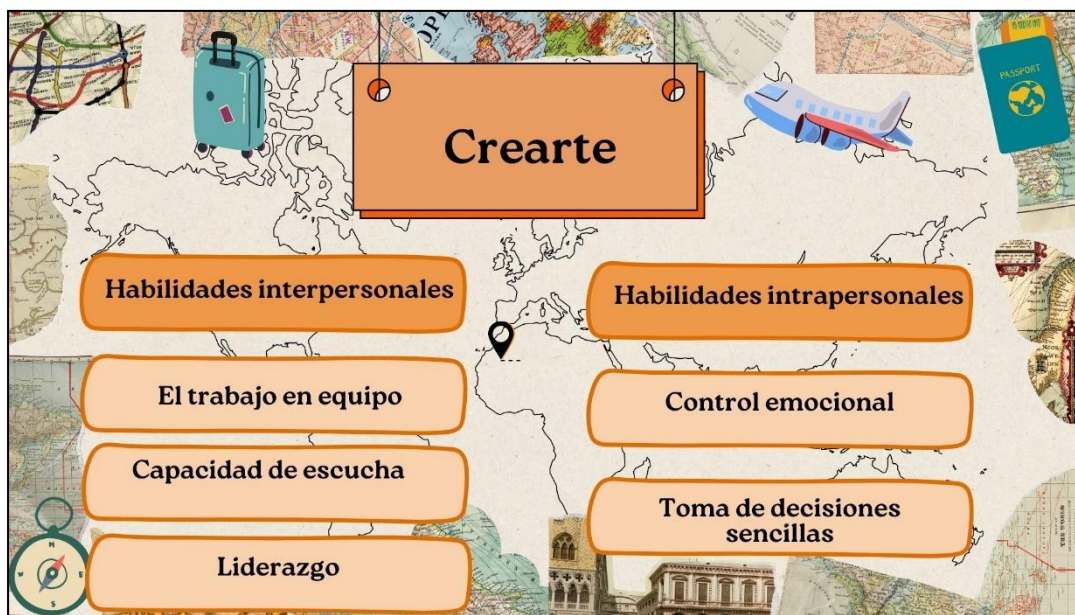 Crearte
PASSPORT
Habilidades interpersonales
El trabajo en equipo
Capacidad de escucha
Liderazgo
Habilidades intrapersonales
Control emocional
Toma de decisiones
sencillas
N
W
E
S